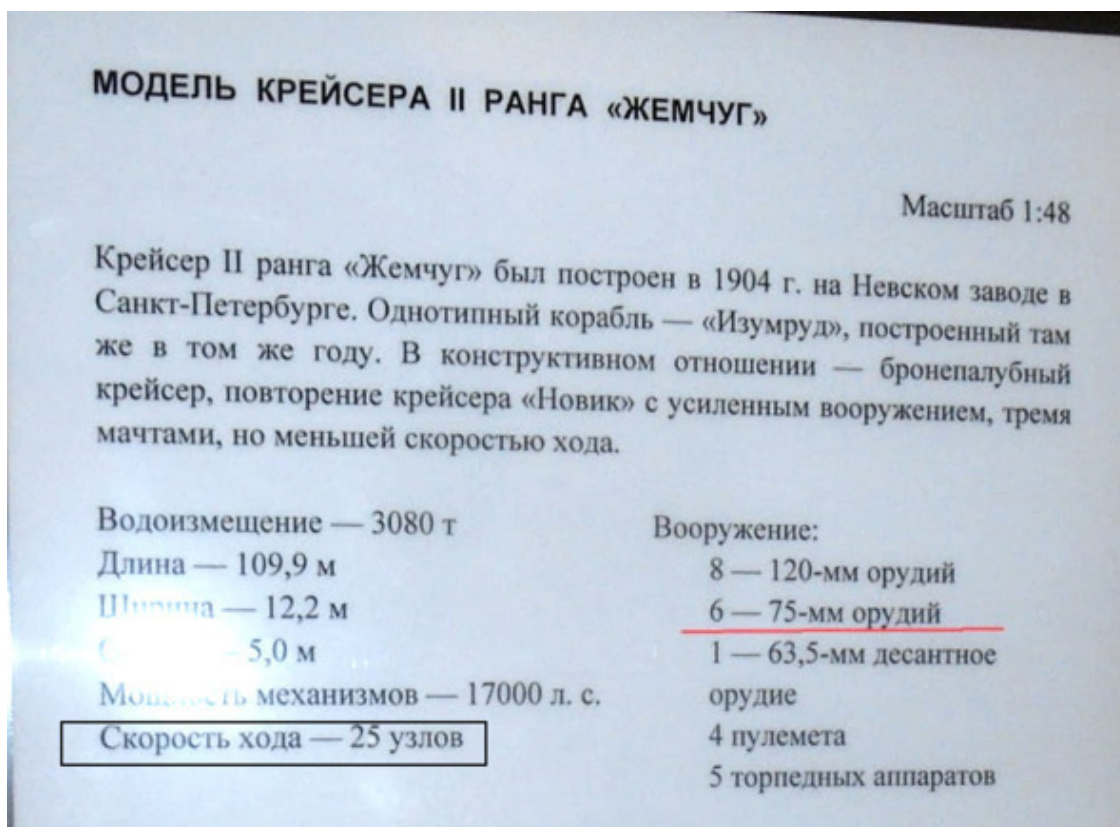 МОДЕЛЬ КРЕЙСЕРА II РАНГА «ЖЕМЧУГ»
Масштаб 1:48
Крейсер II ранга «Жемчуг» был построен в 1904 г. на Невском заводе в
Санкт-Петербурге. Однотипный корабль — «Изумруд», построенный там
же в том же году. В конструктивном отношении — бронепалубный
крейсер, повторение крейсера «Новик» с усиленным вооружением, тремя
мачтами, но меньшей скоростью хода.
Водоизмещение — 3080 т
Длина — 109,9 м
Ширина — 12,2 м
— 5,0 м
Мощность механизмов — 17000 л. с.
Скорость хода — 25 узлов
Вооружение:
8 — 120-мм орудий
6 — 75-мм орудий
1 — 63,5-мм десантное
орудие
4 пулемета
5 торпедных аппаратов